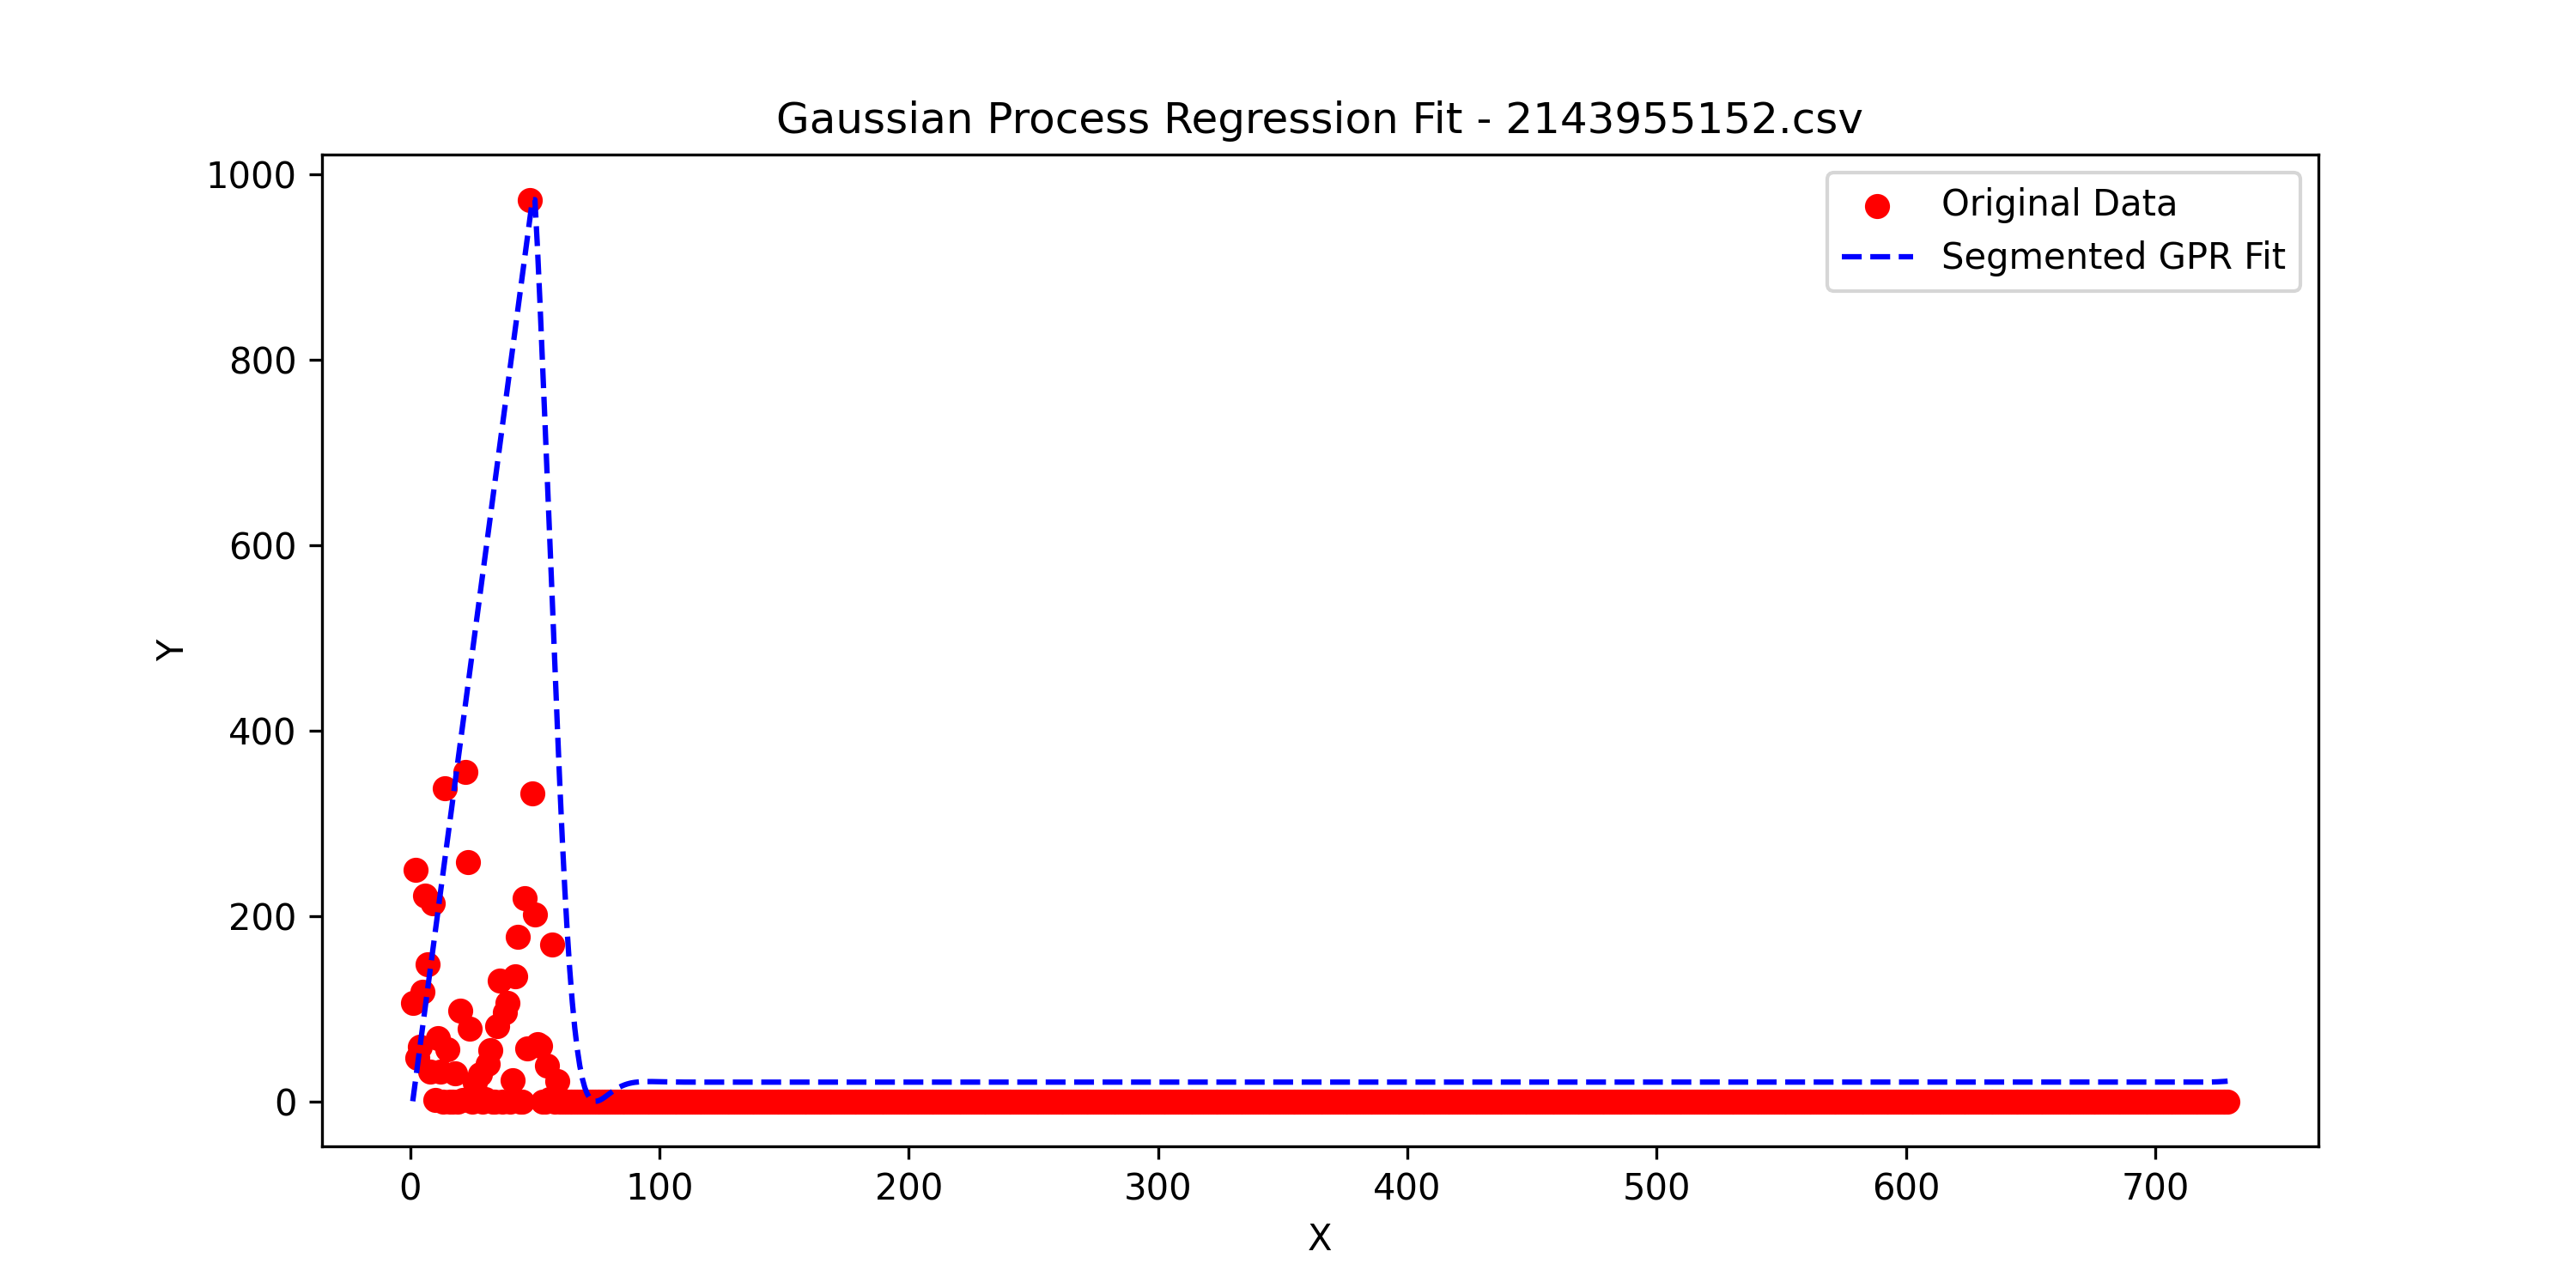 Gaussian Process Regression Fit - 2143955152.csv
Original Data
Segmented GPR Fit
1000
800
600
400
200
0
Y
0 100 200 300 400 500 600 700
X